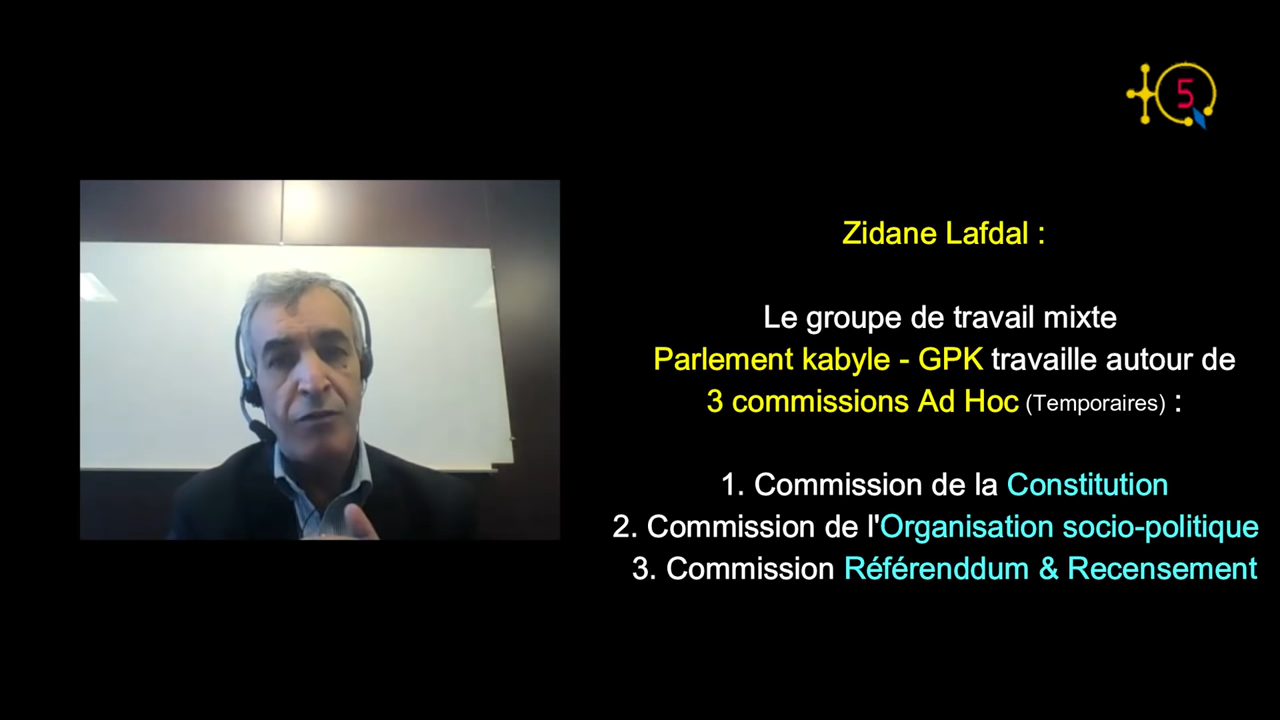 5
Zidane Lafdal :
Le groupe de travail mixte
Parlement kabyle - GPK travaille autour de
3 commissions Ad Hoc (Temporaires) :
1. Commission de la Constitution
2. Commission de l'Organisation socio-politique
3. Commission Référenddum & Recensement